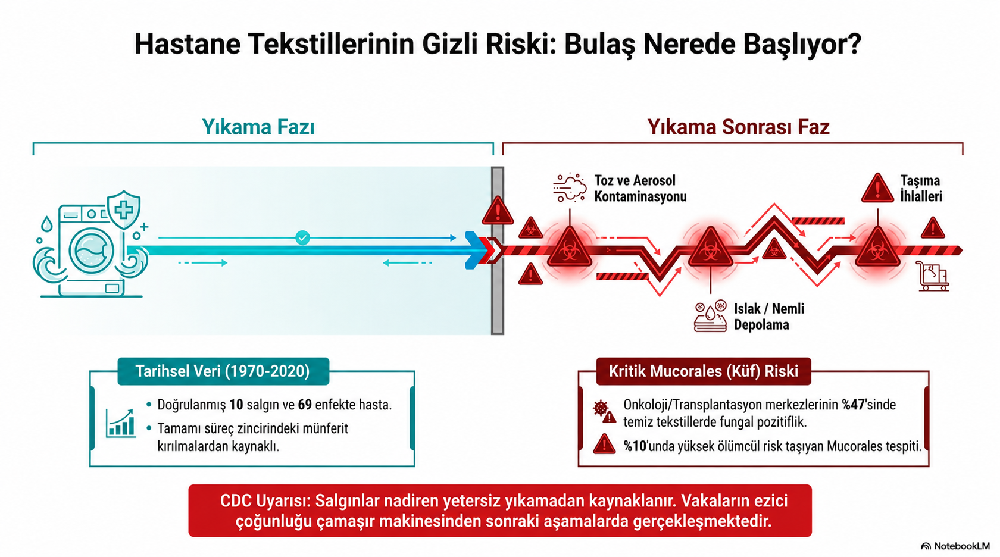 Hastane Tekstillerinin Gizli Riski: Bulaş Nerede Başlıyor?
Yıkama Fazı
Yıkama Sonrası Faz
Toz ve Aerosol
Kontaminasyonu
Taşıma
İhlalleri
Islak / Nemli
Depolama
Tarihsel Veri (1970-2020)
• Doğrulanmış 10 salgın ve 69 enfekte hasta.
• Tamamı süreç zincirindeki münferit
kırılmalardan kaynaklı.
Kritik Mucorales (Küf) Riski
Onkoloji/Transplantasyon merkezlerinin %47'sinde
temiz tekstillerde fungal pozitiflik.
%10'unda yüksek ölümcül risk taşıyan Mucorales tespiti.
CDC Uyarısı: Salgınlar nadiren yetersiz yıkamadan kaynaklanır. Vakaların ezici
çoğunluğu çamaşır makinesinden sonraki aşamalarda gerçekleşmektedir.
NotebookLM